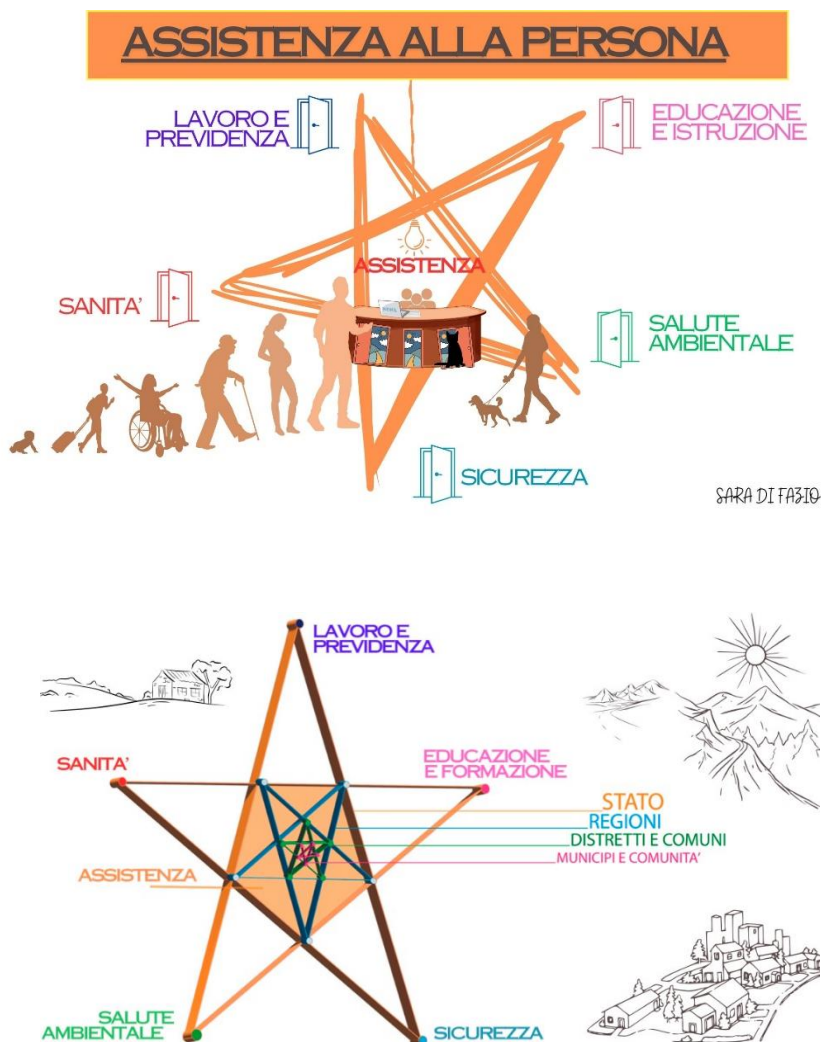 ASSISTENZA ALLA PERSONA
LAVORO E
PREVIDENZA
EDUCAZIONE
E ISTRUZIONE
ASSISTENZA
SANITA'
SALUTE
AMBIENTALE
SICUREZZA
SARA DI FAZIO
LAVORO E
PREVIDENZA
SANITA'
EDUCAZIONE
E FORMAZIONE
STATO
REGIONI
DISTRETTI E COMUNI
MUNICIPI E COMUNITA'
ASSISTENZA
SALUTE
AMBIENTALE
SICUREZZA